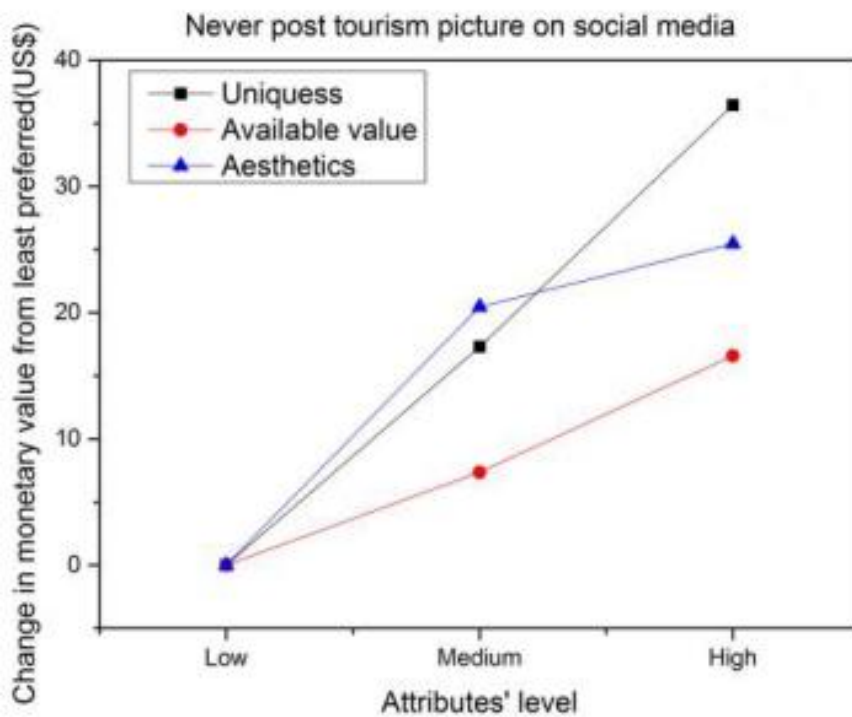 Never post tourism picture on social media
Change in monetary value from least preferred(US$)
40
30
20
10
0
Uniquess
Available value
Aesthetics
Low
Medium
High
Attributes' level